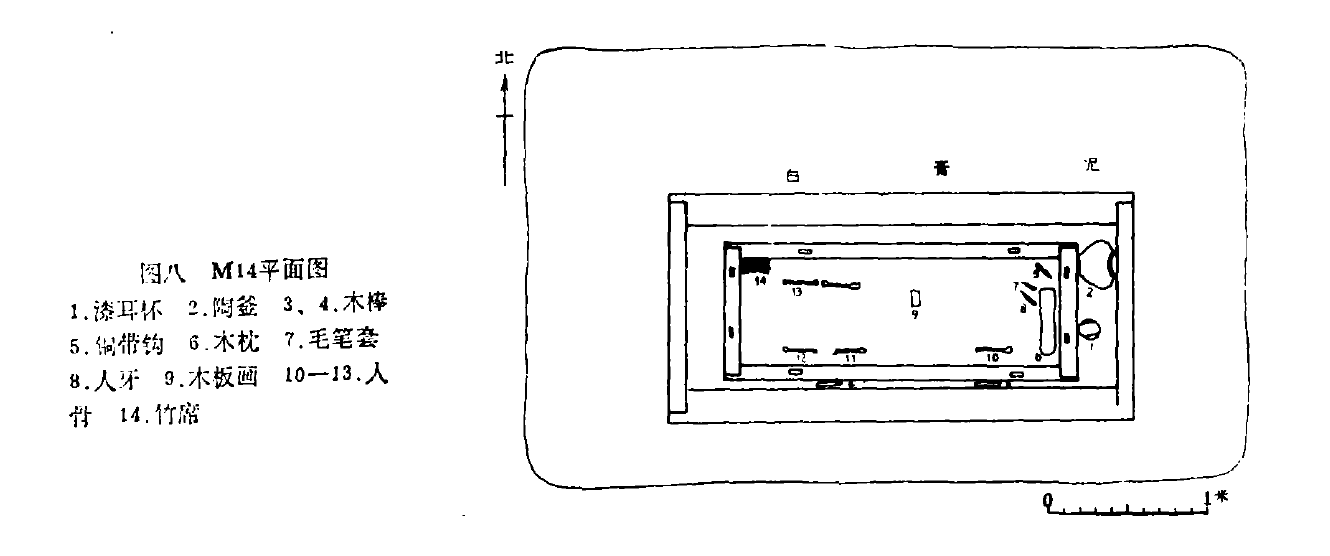 北
白 膏 泥
图八 M14平面图
1.漆耳杯 2.陶釜 3、4.木棒
5.铜带钩 6.木枕 7.毛笔套
8.人牙 9.木板画 10—13.人
骨 14.竹席
14
13
9
7
8
2
1
12
11
10
6
0 1米